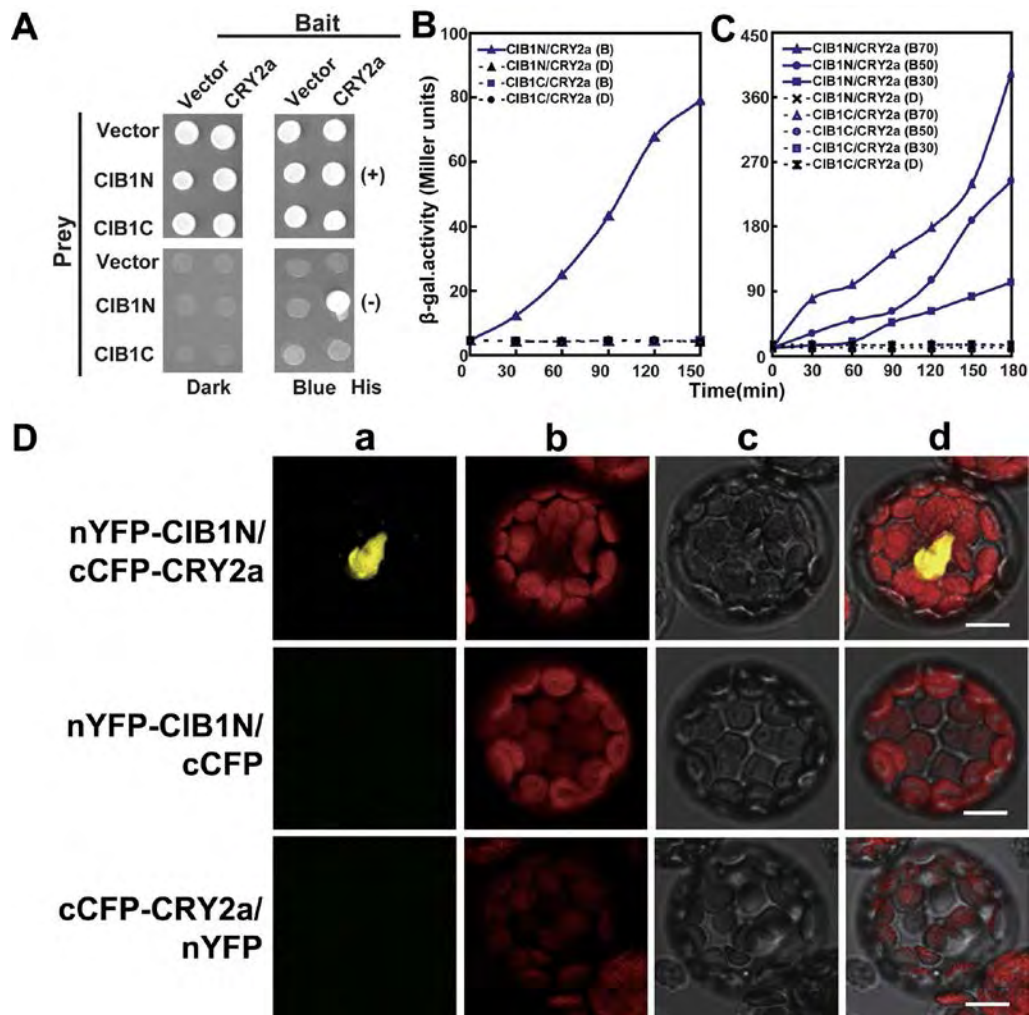 A
Bait
Vector
CRY2a
Vector
CRY2a
Prey
Vector
CIB1N
(+)
CIB1C
Vector
CIB1N
(-)
CIB1C
Dark
Blue
His
B
β-gal.activity (Miller units)
100
80
60
40
20
0
CIB1N/CRY2a (B)
CIB1N/CRY2a (D)
CIB1C/CRY2a (B)
CIB1C/CRY2a (D)
0 30 60 90 120 150
C
450
360
270
180
90
0
CIB1N/CRY2a (B70)
CIB1N/CRY2a (B50)
CIB1N/CRY2a (B30)
CIB1N/CRY2a (D)
CIB1C/CRY2a (B70)
CIB1C/CRY2a (B50)
CIB1C/CRY2a (B30)
CIB1C/CRY2a (D)
0 30 60 90 120 150 180
Time(min)
D
a b c d
nYFP-CIB1N/
cCFP-CRY2a
nYFP-CIB1N/
cCFP
cCFP-CRY2a/
nYFP